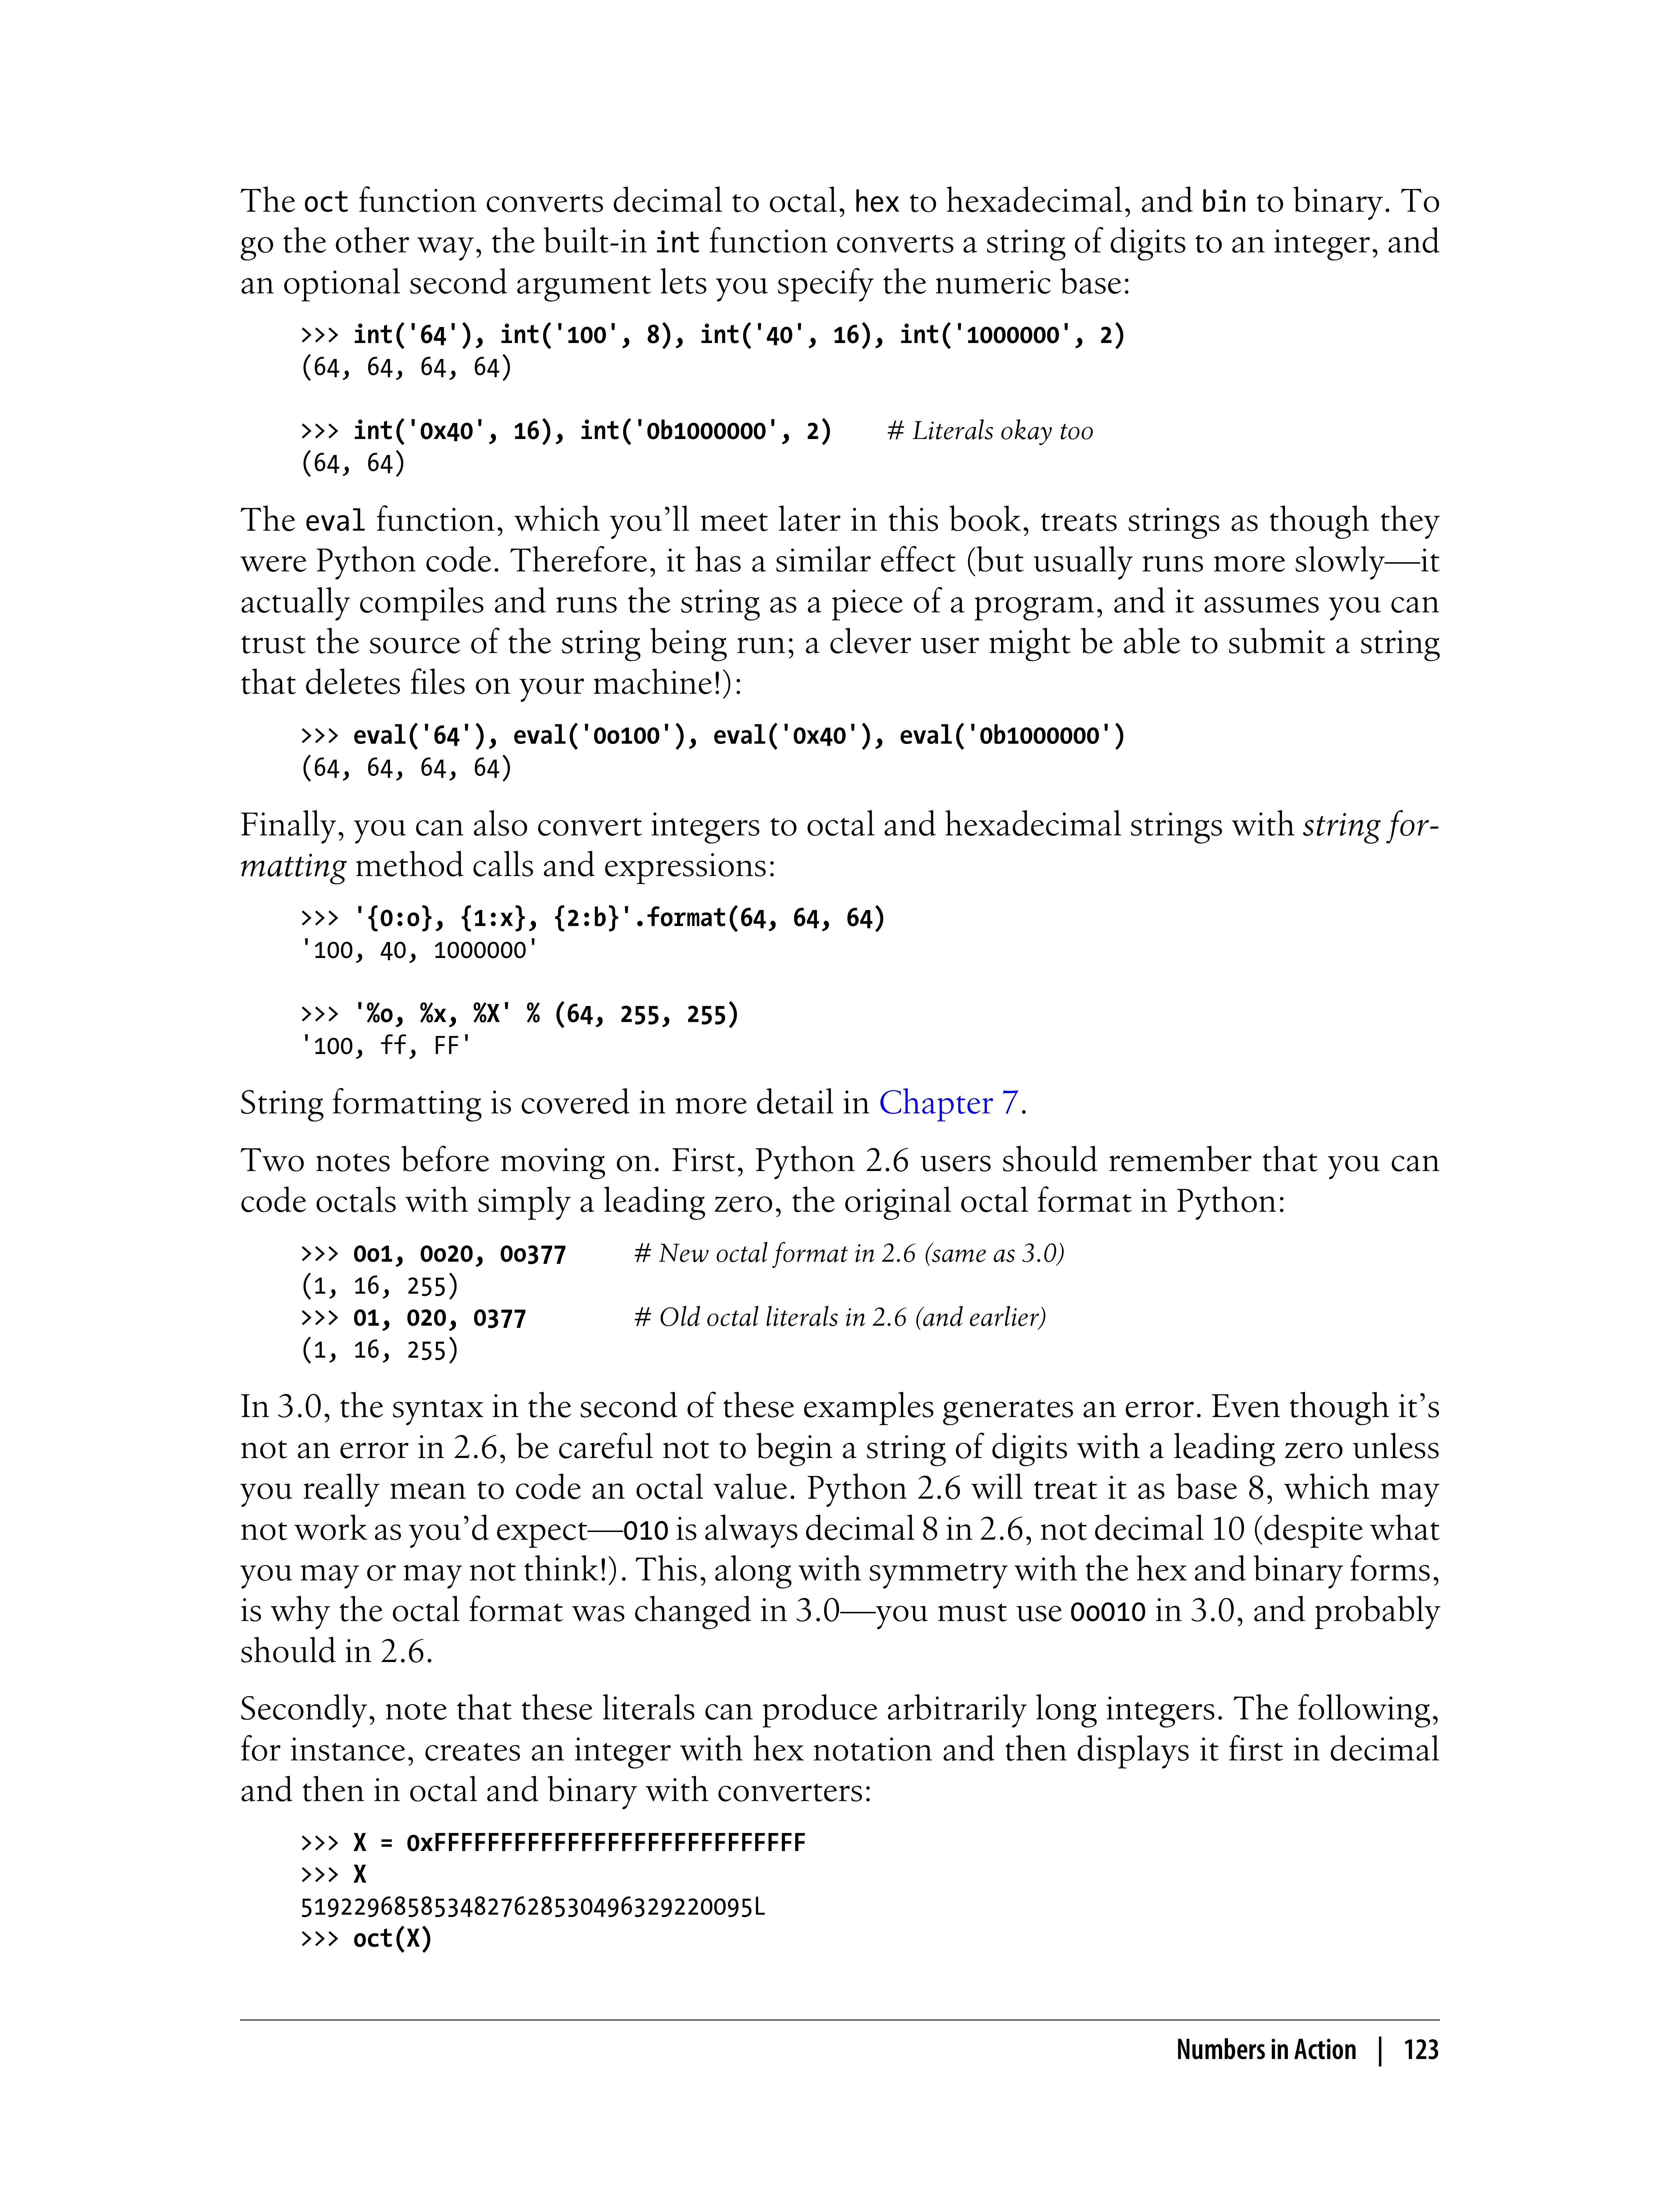 The oct function converts decimal to octal, hex to hexadecimal, and bin to binary. To
go the other way, the built-in int function converts a string of digits to an integer, and
an optional second argument lets you specify the numeric base:
>>> int('64'), int('100', 8), int('40', 16), int('1000000', 2)
(64, 64, 64, 64)
>>> int('0x40', 16), int('0b1000000', 2)    # Literals okay too
(64, 64)
The eval function, which you’ll meet later in this book, treats strings as though they
were Python code. Therefore, it has a similar effect (but usually runs more slowly—it
actually compiles and runs the string as a piece of a program, and it assumes you can
trust the source of the string being run; a clever user might be able to submit a string
that deletes files on your machine!):
>>> eval('64'), eval('0o100'), eval('0x40'), eval('0b1000000')
(64, 64, 64, 64)
Finally, you can also convert integers to octal and hexadecimal strings with string for-
matting method calls and expressions:
>>> '{0:o}, {1:x}, {2:b}'.format(64, 64, 64)
'100, 40, 1000000'
>>> '%o, %x, %X' % (64, 255, 255)
'100, ff, FF'
String formatting is covered in more detail in Chapter 7.
Two notes before moving on. First, Python 2.6 users should remember that you can
code octals with simply a leading zero, the original octal format in Python:
>>> 0o1, 0o20, 0o377     # New octal format in 2.6 (same as 3.0)
(1, 16, 255)
>>> 01, 020, 0377        # Old octal literals in 2.6 (and earlier)
(1, 16, 255)
In 3.0, the syntax in the second of these examples generates an error. Even though it’s
not an error in 2.6, be careful not to begin a string of digits with a leading zero unless
you really mean to code an octal value. Python 2.6 will treat it as base 8, which may
not work as you’d expect—010 is always decimal 8 in 2.6, not decimal 10 (despite what
you may or may not think!). This, along with symmetry with the hex and binary forms,
is why the octal format was changed in 3.0—you must use 0o010 in 3.0, and probably
should in 2.6.
Secondly, note that these literals can produce arbitrarily long integers. The following,
for instance, creates an integer with hex notation and then displays it first in decimal
and then in octal and binary with converters:
>>> X = 0xFFFFFFFFFFFFFFFFFFFFFFFFFFFF
>>> X
5192296858534827628530496329220095L
>>> oct(X)
Numbers in Action | 123